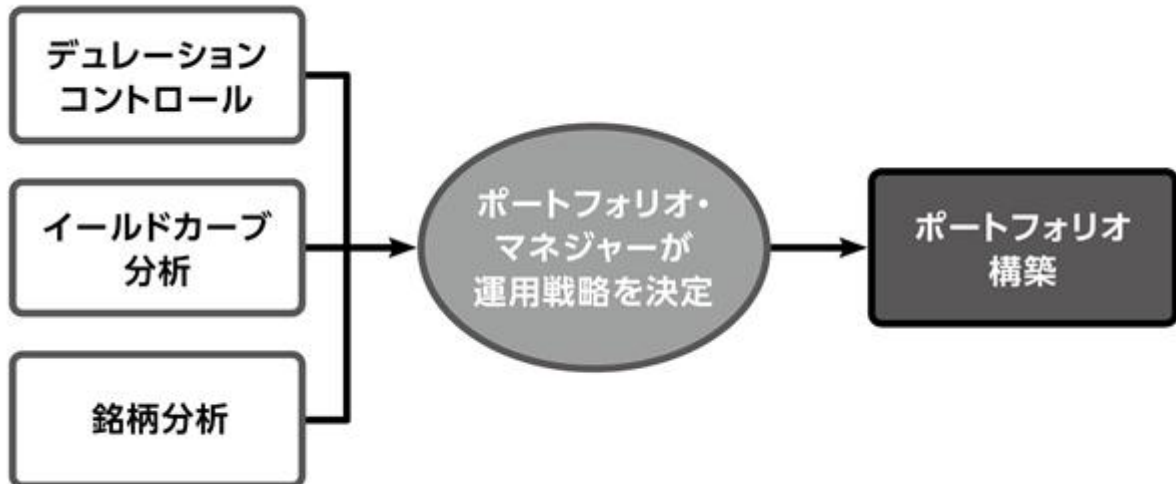 デュレーション
コントロール
イールドカーブ
分析
銘柄分析
ポートフォリオ・
マネジャーが
運用戦略を決定
ポートフォリオ
構築